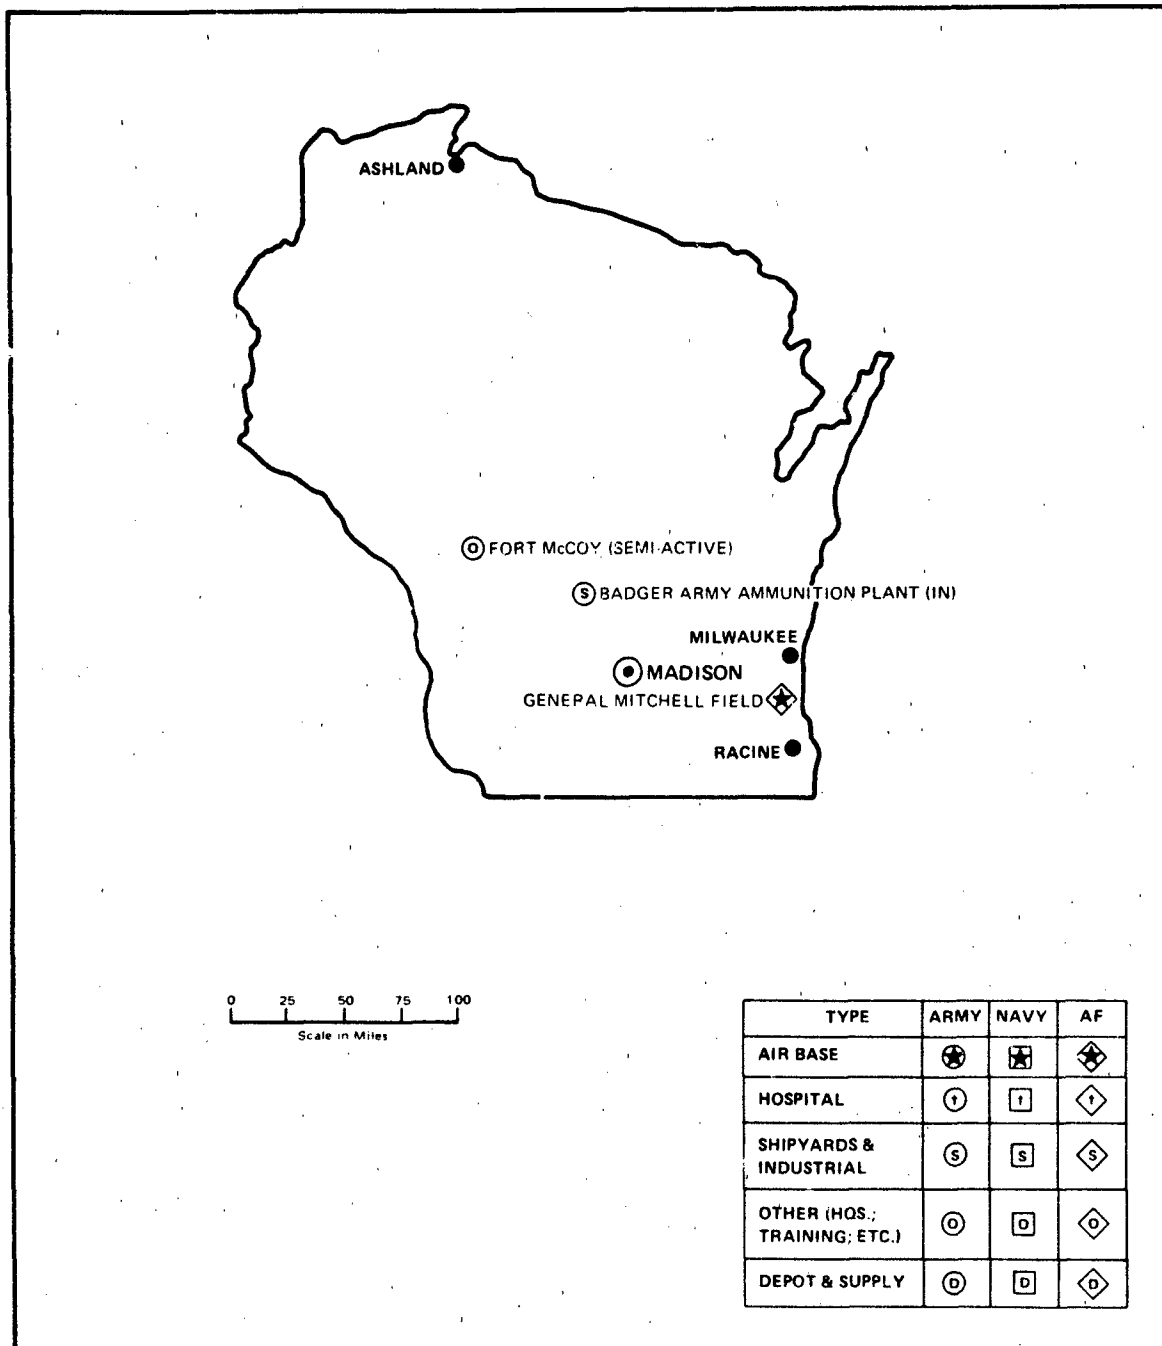 ASHLAND
O FORT McCOY (SEMI-ACTIVE)
S BADGER ARMY AMMUNITION PLANT (IN)
MILWAUKEE
MADISON
GENEPAL MITCHELL FIELD
RACINE
0 25 50 75 100
Scale in Miles
TYPE ARMY NAVY AF
AIR BASE
HOSPITAL † † †
SHIPYARDS &
INDUSTRIAL S S S
OTHER (HQS.;
TRAINING; ETC.) O O O
DEPOT & SUPPLY D D D